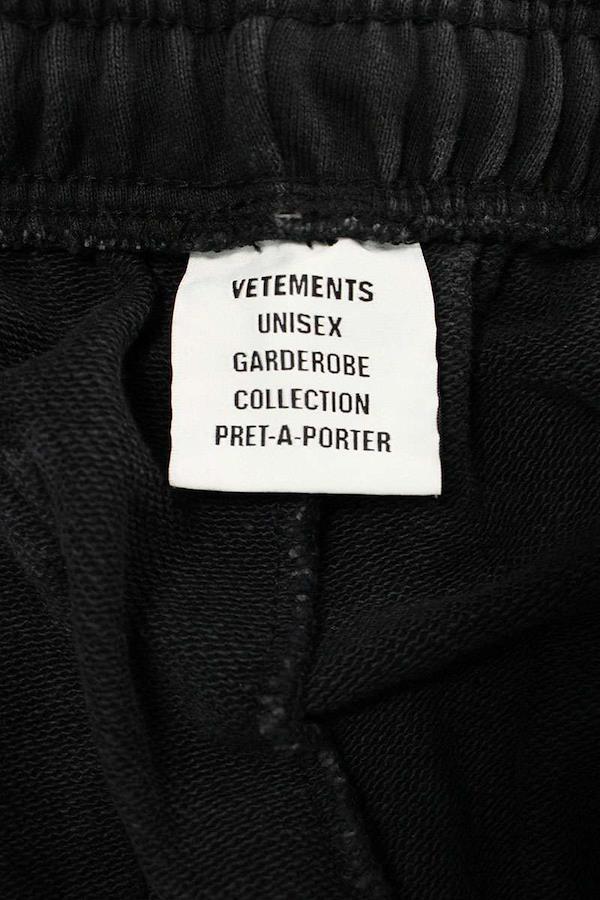 VETEMENTS
UNISEX
GARDEROBE
COLLECTION
PRET-A-PORTER